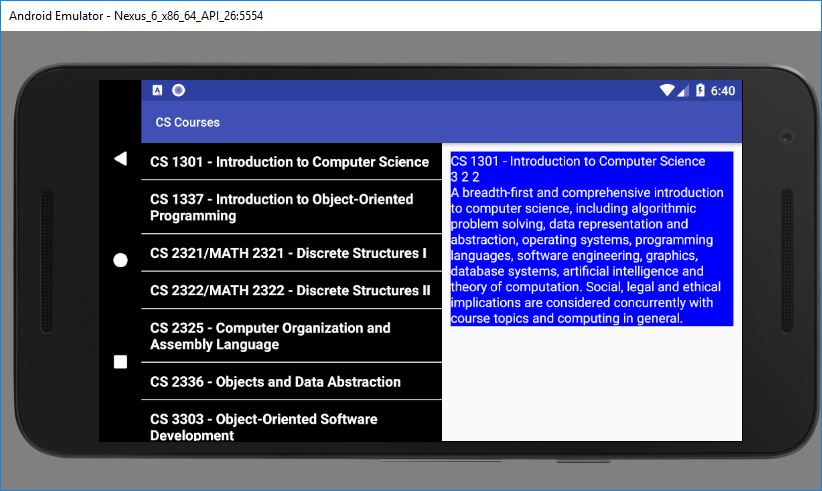 Android Emulator - Nexus_6_x86_64_API_26:5554
A
6:40
CS Courses
CS 1301 - Introduction to Computer Science
CS 1337 - Introduction to Object-Oriented
Programming
CS 2321/MATH 2321 - Discrete Structures I
CS 2322/MATH 2322 - Discrete Structures II
CS 2325 - Computer Organization and
Assembly Language
CS 2336 - Objects and Data Abstraction
CS 3303 - Object-Oriented Software
Development
CS 1301 - Introduction to Computer Science
3 2 2
A breadth-first and comprehensive introduction
to computer science, including algorithmic
problem solving, data representation and
abstraction, operating systems, programming
languages, software engineering, graphics,
database systems, artificial intelligence and
theory of computation. Social, legal and ethical
implications are considered concurrently with
course topics and computing in general.